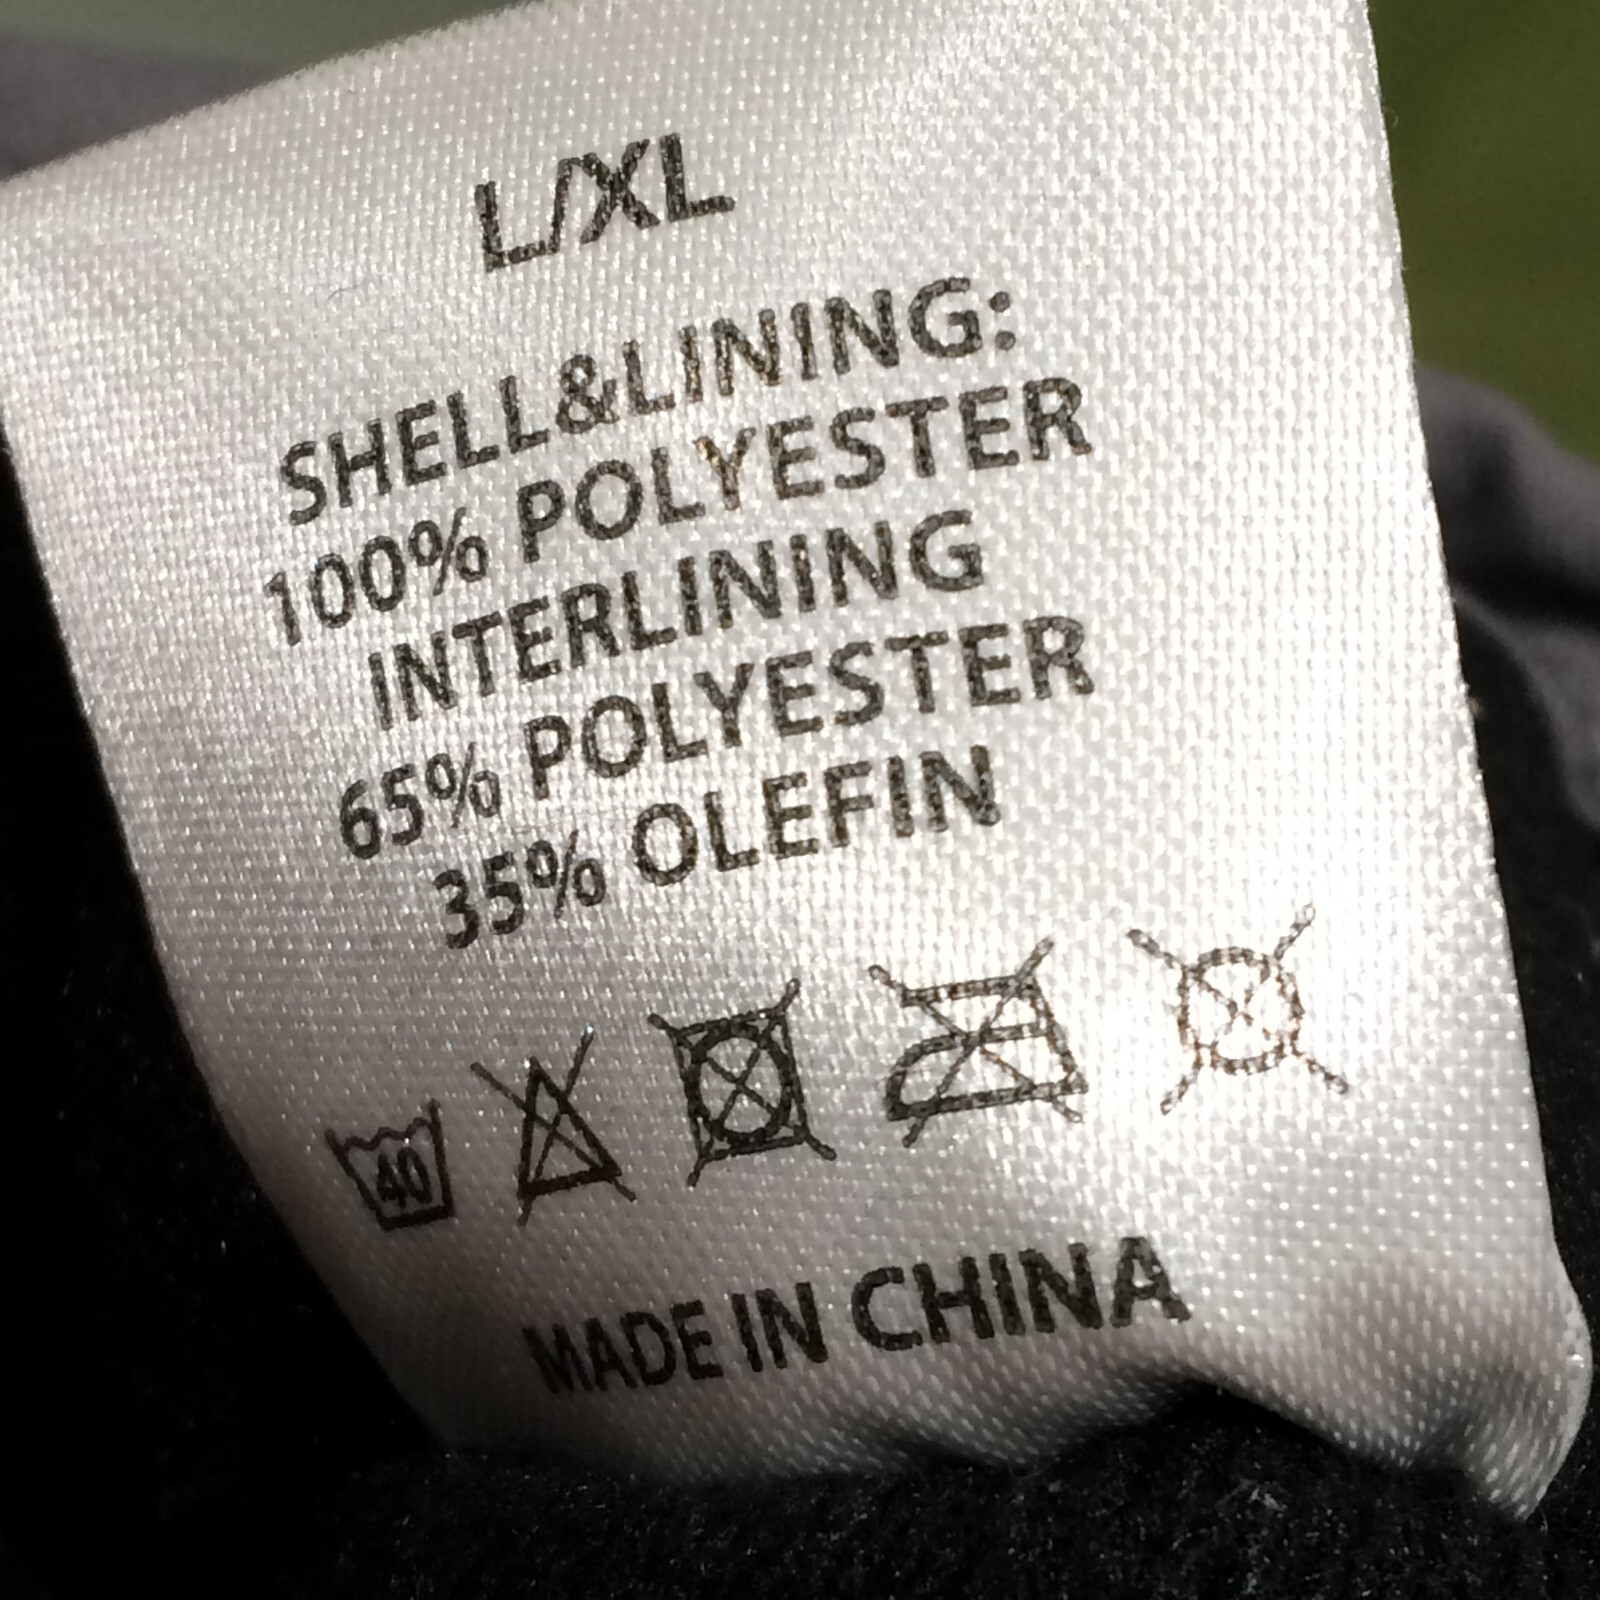 L/XL
SHELL&LINING:
100% POLYESTER
INTERLINING
65% POLYESTER
35% OLEFIN
40
MADE IN CHINA